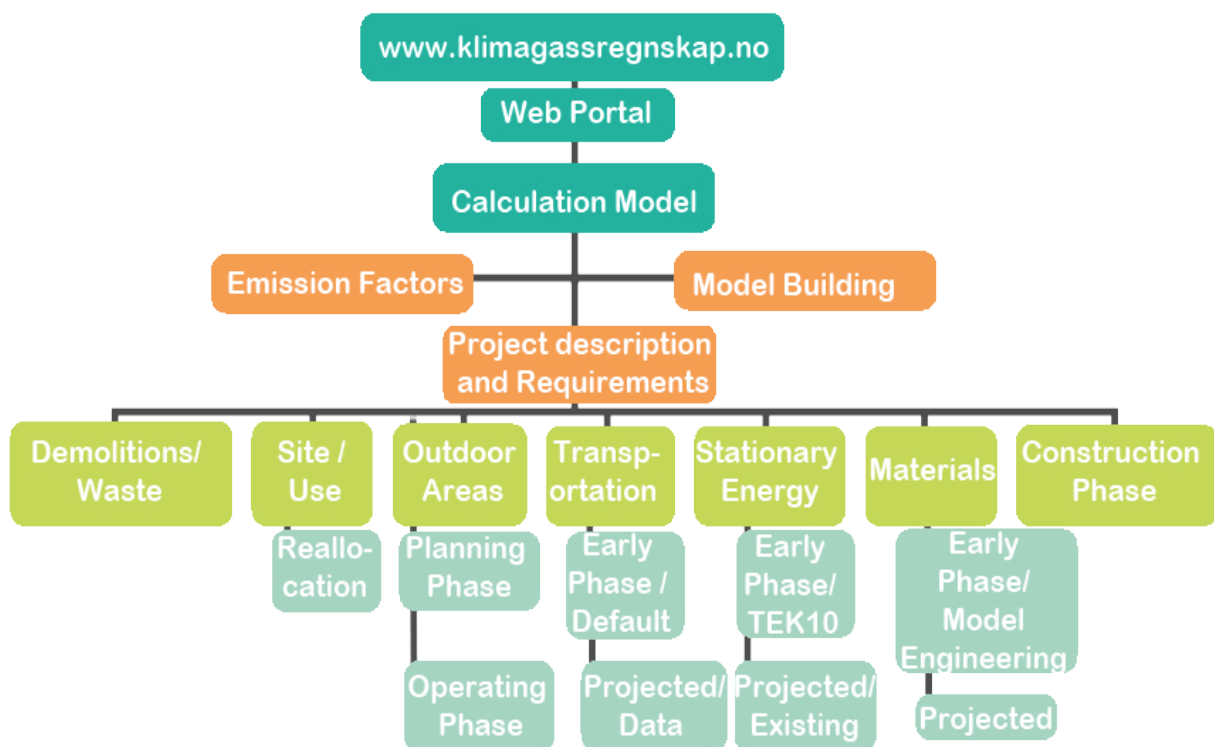 www.klimagassregnskap.no
Web Portal
Calculation Model
Emission Factors
Model Building
Project description
and Requirements
Demolitions/
Waste
Site /
Use
Outdoor
Areas
Transp-
ortation
Stationary
Energy
Materials
Construction
Phase
Reallo-
cation
Planning
Phase
Early
Phase /
Default
Early
Phase/
TEK10
Early
Phase/
Model
Engineering
Operating
Phase
Projected/
Data
Projected/
Existing
Projected